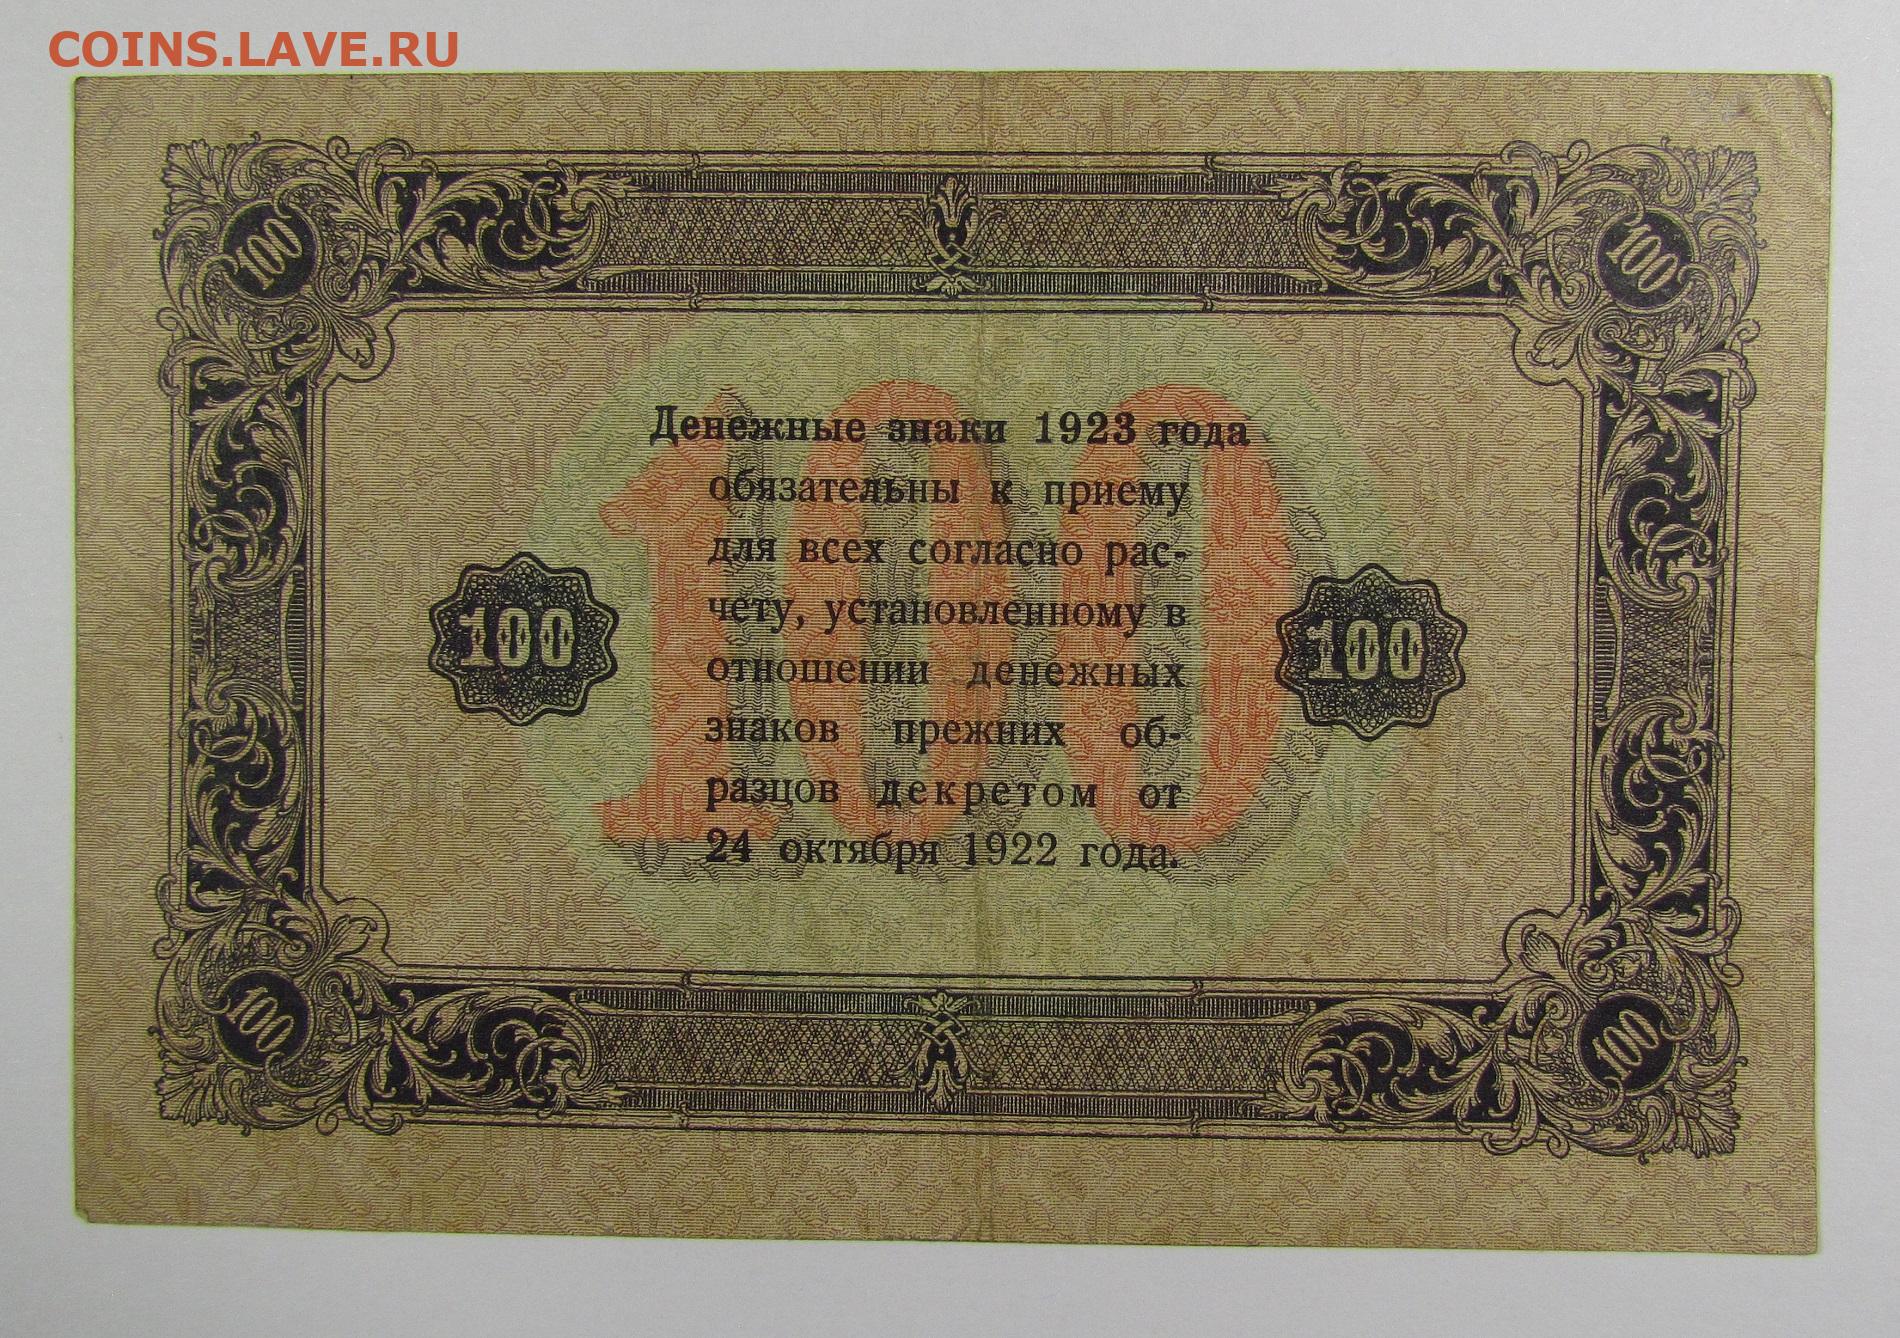 COINS.LAVE.RU
100 100
Денежные знаки 1923 года
обязательны к приему
для всех согласно рас-
чету, установленному в
100 100 100
отношении денежных
знаков прежних об-
разцов декретом от
24 октября 1922 года.
100 100